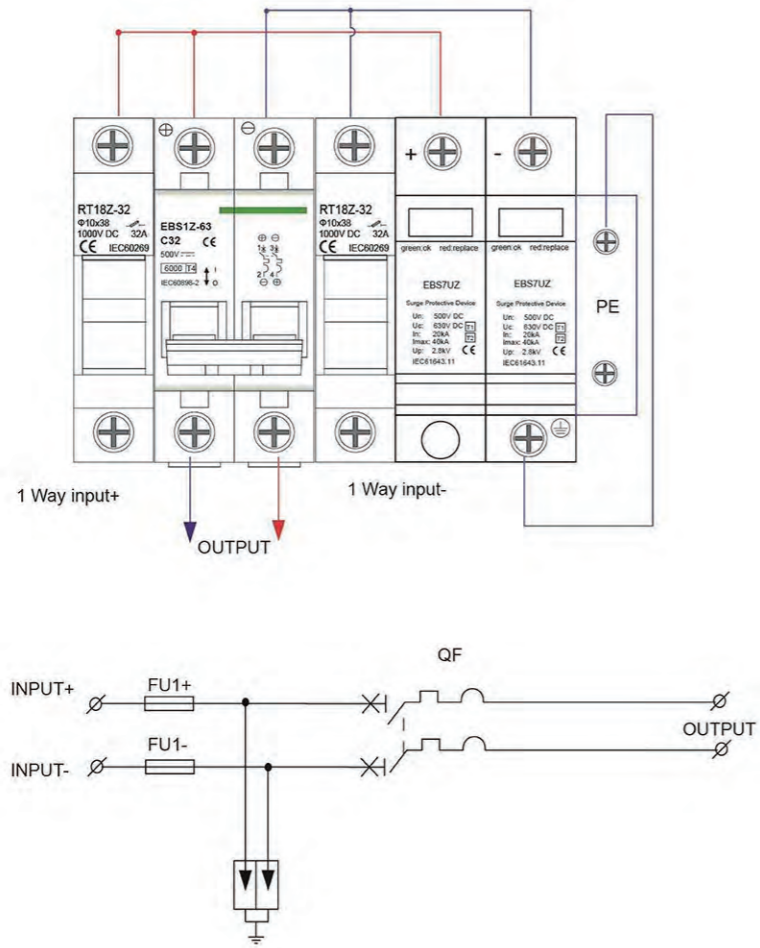 RT18Z-32
Φ10x38
1000V DC 32A
CE IEC60269
EBS1Z-63
C32 CE
500V
6000 T4
I
O
IEC60898-2
1 3
2 4
RT18Z-32
Φ10x38
1000V DC 32A
CE IEC60269
+
green:ok red:replace
EBS7UZ
Surge Protective Device
Un: 500V DC
Uc: 630V DC T1
In: 20kA T2
Imax: 40kA
Up: 2.8kV CE
IEC61643.11
-
green:ok red:replace
EBS7UZ
Surge Protective Device
Un: 500V DC
Uc: 630V DC T1
In: 20kA T2
Imax: 40kA
Up: 2.8kV CE
IEC61643.11
PE
1 Way input+
1 Way input-
OUTPUT
QF
INPUT+
FU1+
OUTPUT
FU1-
INPUT-